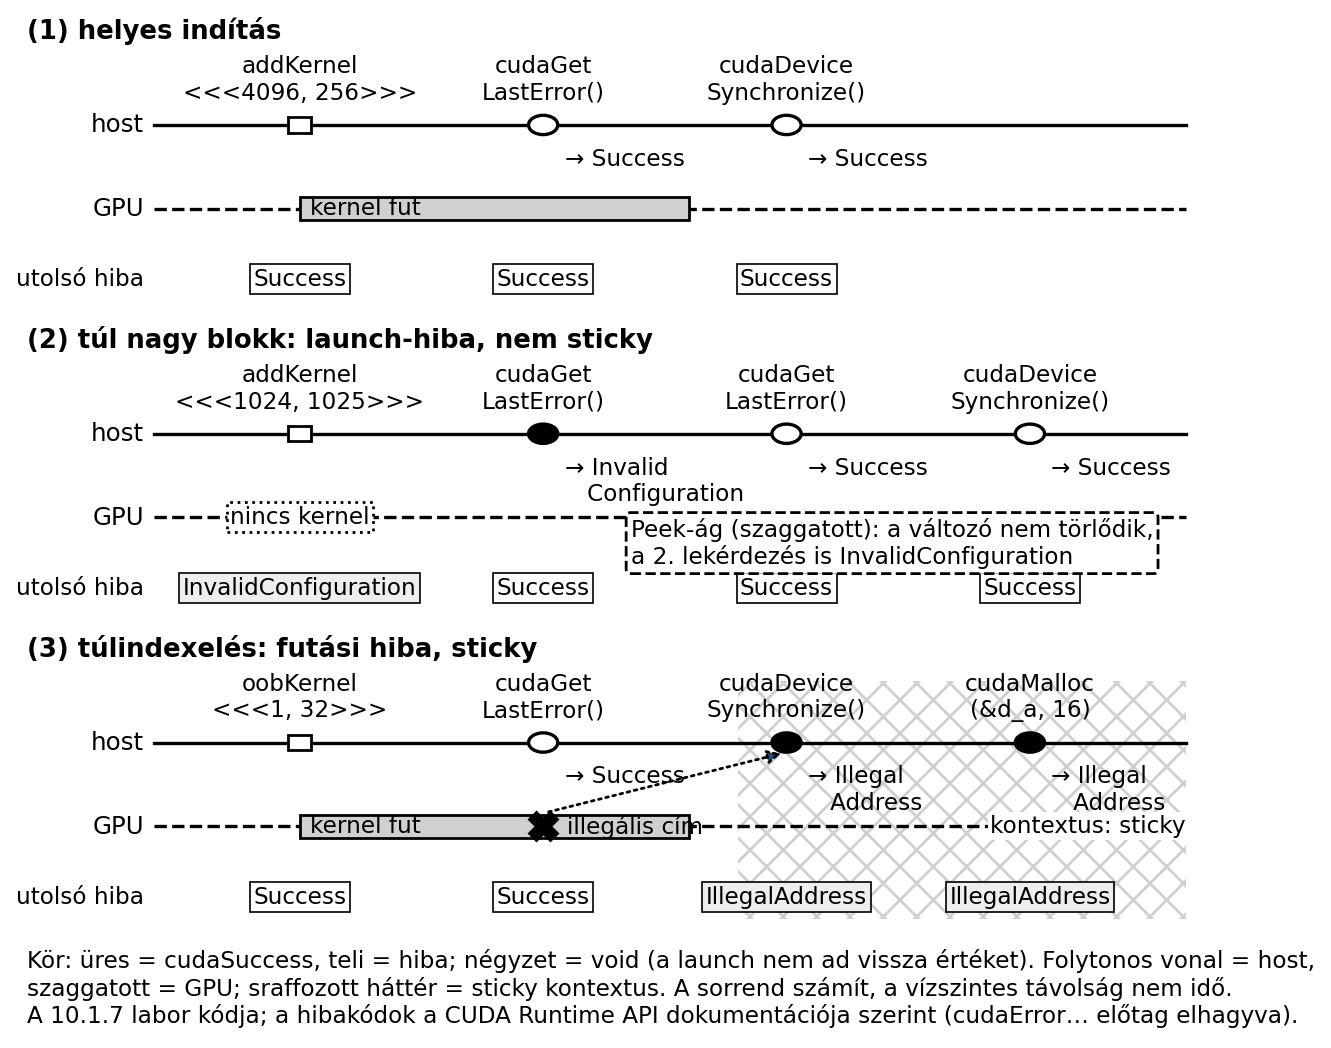 (1) helyes indítás
addKernel
<<<4096, 256>>>
cudaGet
LastError()
cudaDevice
Synchronize()
host
→ Success
→ Success
GPU
kernel fut
utolsó hiba
Success
Success
Success
(2) túl nagy blokk: launch-hiba, nem sticky
addKernel
<<<1024, 1025>>>
cudaGet
LastError()
cudaGet
LastError()
cudaDevice
Synchronize()
host
→ Invalid
Configuration
→ Success
→ Success
GPU
nincs kernel
Peek-ág (szaggatott): a változó nem törlődik,
a 2. lekérdezés is InvalidConfiguration
utolsó hiba
InvalidConfiguration
Success
Success
Success
(3) túlindexelés: futási hiba, sticky
oobKernel
<<<1, 32>>>
cudaGet
LastError()
cudaDevice
Synchronize()
cudaMalloc
(&d_a, 16)
host
→ Success
→ Illegal
Address
→ Illegal
Address
GPU
kernel fut
illegális cím
kontextus: sticky
utolsó hiba
Success
Success
IllegalAddress
IllegalAddress
Kör: üres = cudaSuccess, teli = hiba; négyzet = void (a launch nem ad vissza értéket). Folytonos vonal = host,
szaggatott = GPU; sraffozott háttér = sticky kontextus. A sorrend számít, a vízszintes távolság nem idő.
A 10.1.7 labor kódja; a hibakódok a CUDA Runtime API dokumentációja szerint (cudaError… előtag elhagyva).